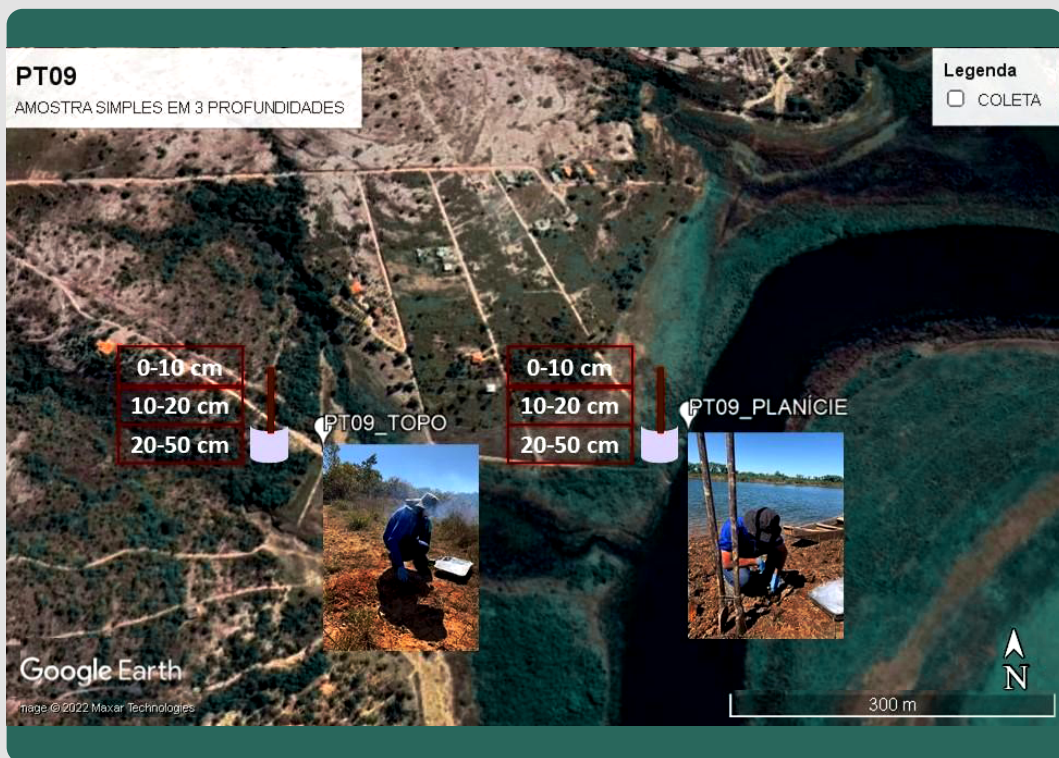 PT09
AMOSTRA SIMPLES EM 3 PROFUNDIDADES
Legenda
COLETA
0-10 cm
10-20 cm
20-50 cm
PT09_TOPO
0-10 cm
10-20 cm
20-50 cm
PT09_PLANÍCIE
Google Earth
mage © 2022 Maxar Technologies
N
300 m